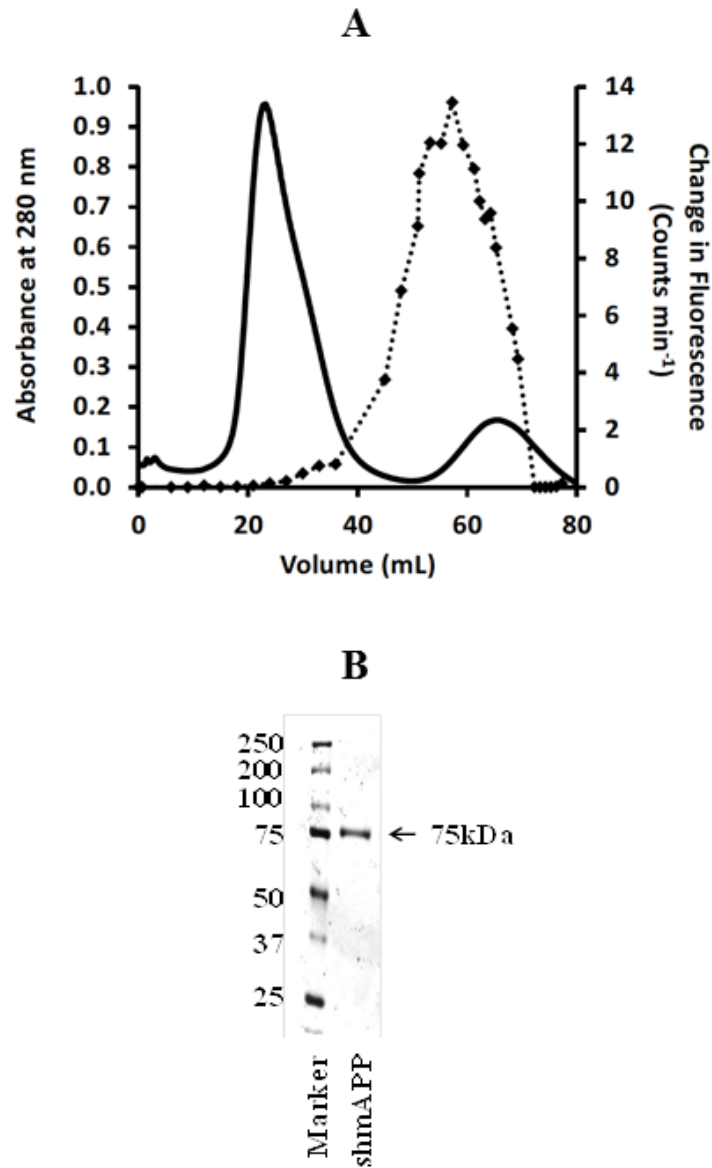 A
Absorbance at 280 nm
1.0
0.9
0.8
0.7
0.6
0.5
0.4
0.3
0.2
0.1
0.0
0 20 40 60 80
Volume (mL)
14
12
10
8
6
4
2
0
Change in Fluorescence
(Counts min⁻¹)
B
250
200
100
75
50
37
25
← 75kDa
Marker
shmAPP